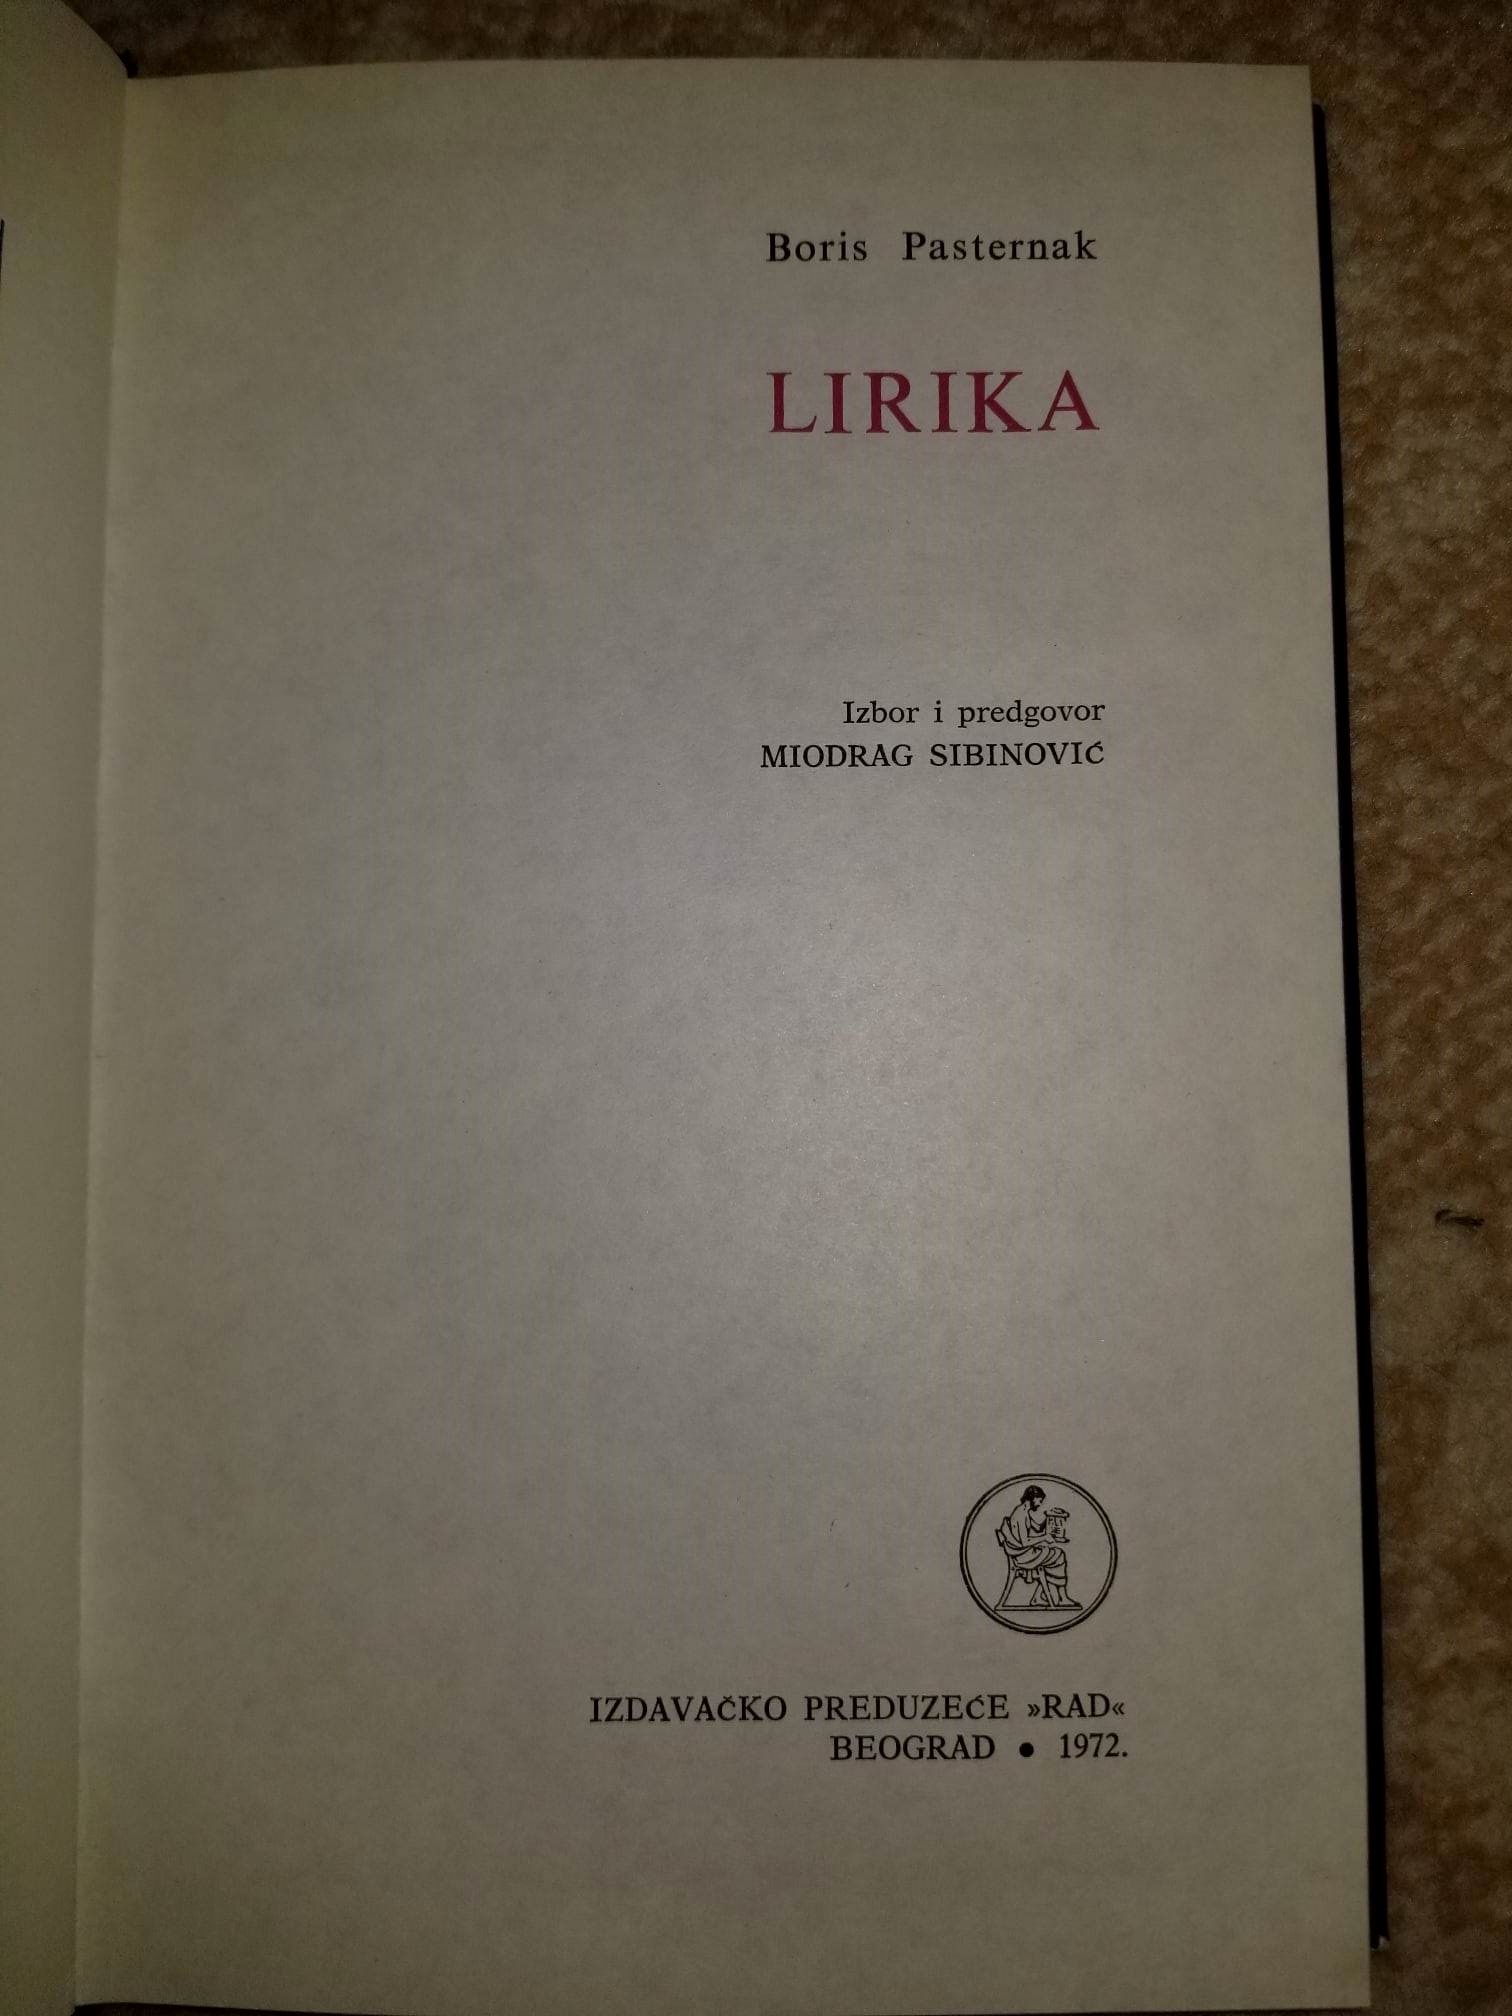 Boris Pasternak
LIRIKA
Izbor i predgovor
MIODRAG SIBINOVIĆ
IZDAVAČKO PREDUZEĆE »RAD«
BEOGRAD • 1972.